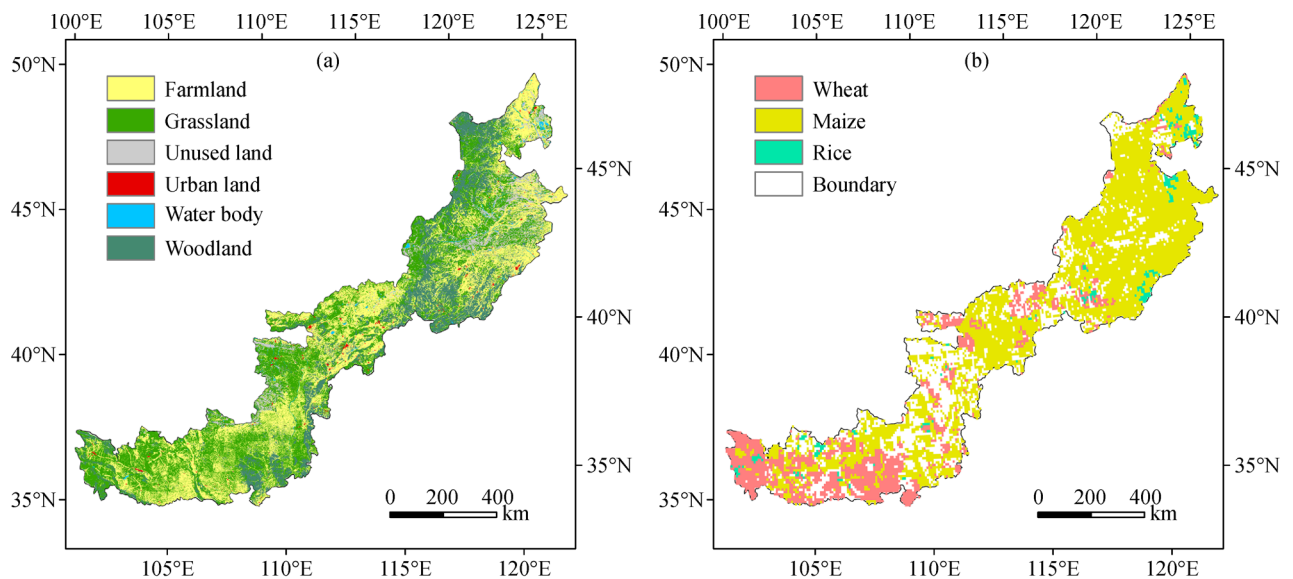 100°E 105°E 110°E 115°E 120°E 125°E
(a)
50°N
45°N
40°N
35°N
Farmland
Grassland
Unused land
Urban land
Water body
Woodland
45°N
40°N
35°N
0 200 400
km
105°E 110°E 115°E 120°E
100°E 105°E 110°E 115°E 120°E 125°E
(b)
50°N
45°N
40°N
35°N
Wheat
Maize
Rice
Boundary
45°N
40°N
35°N
0 200 400
km
105°E 110°E 115°E 120°E